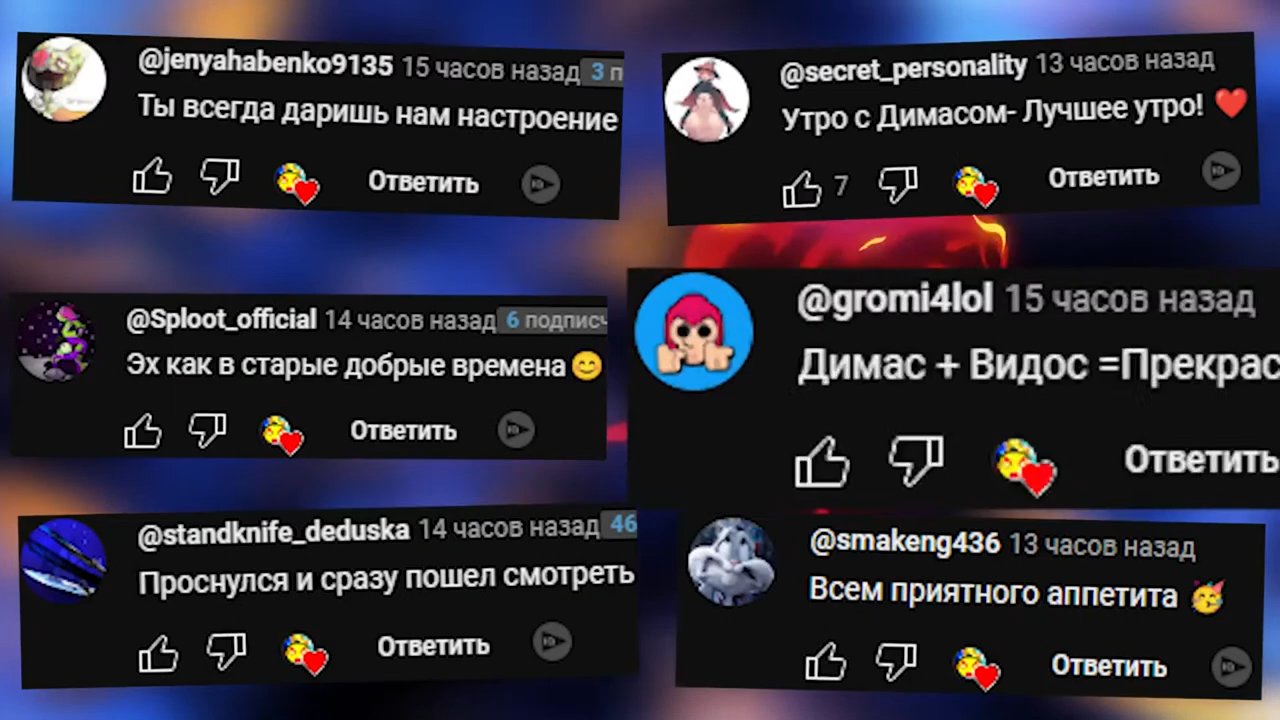 @jenyahabenko9135 15 часов назад 3 п
Ты всегда даришь нам настроение
Ответить
@secret_personality 13 часов назад
Утро с Димасом- Лучшее утро! ❤️
7
Ответить
@Sploot_official 14 часов назад 6 подписч
Эх как в старые добрые времена 😊
Ответить
@gromi4lol 15 часов назад
Димас + Видос =Прекрас
Ответить
@standknife_deduska 14 часов назад 46
Проснулся и сразу пошел смотреть
Ответить
@smakeng436 13 часов назад
Всем приятного аппетита 🥳
Ответить